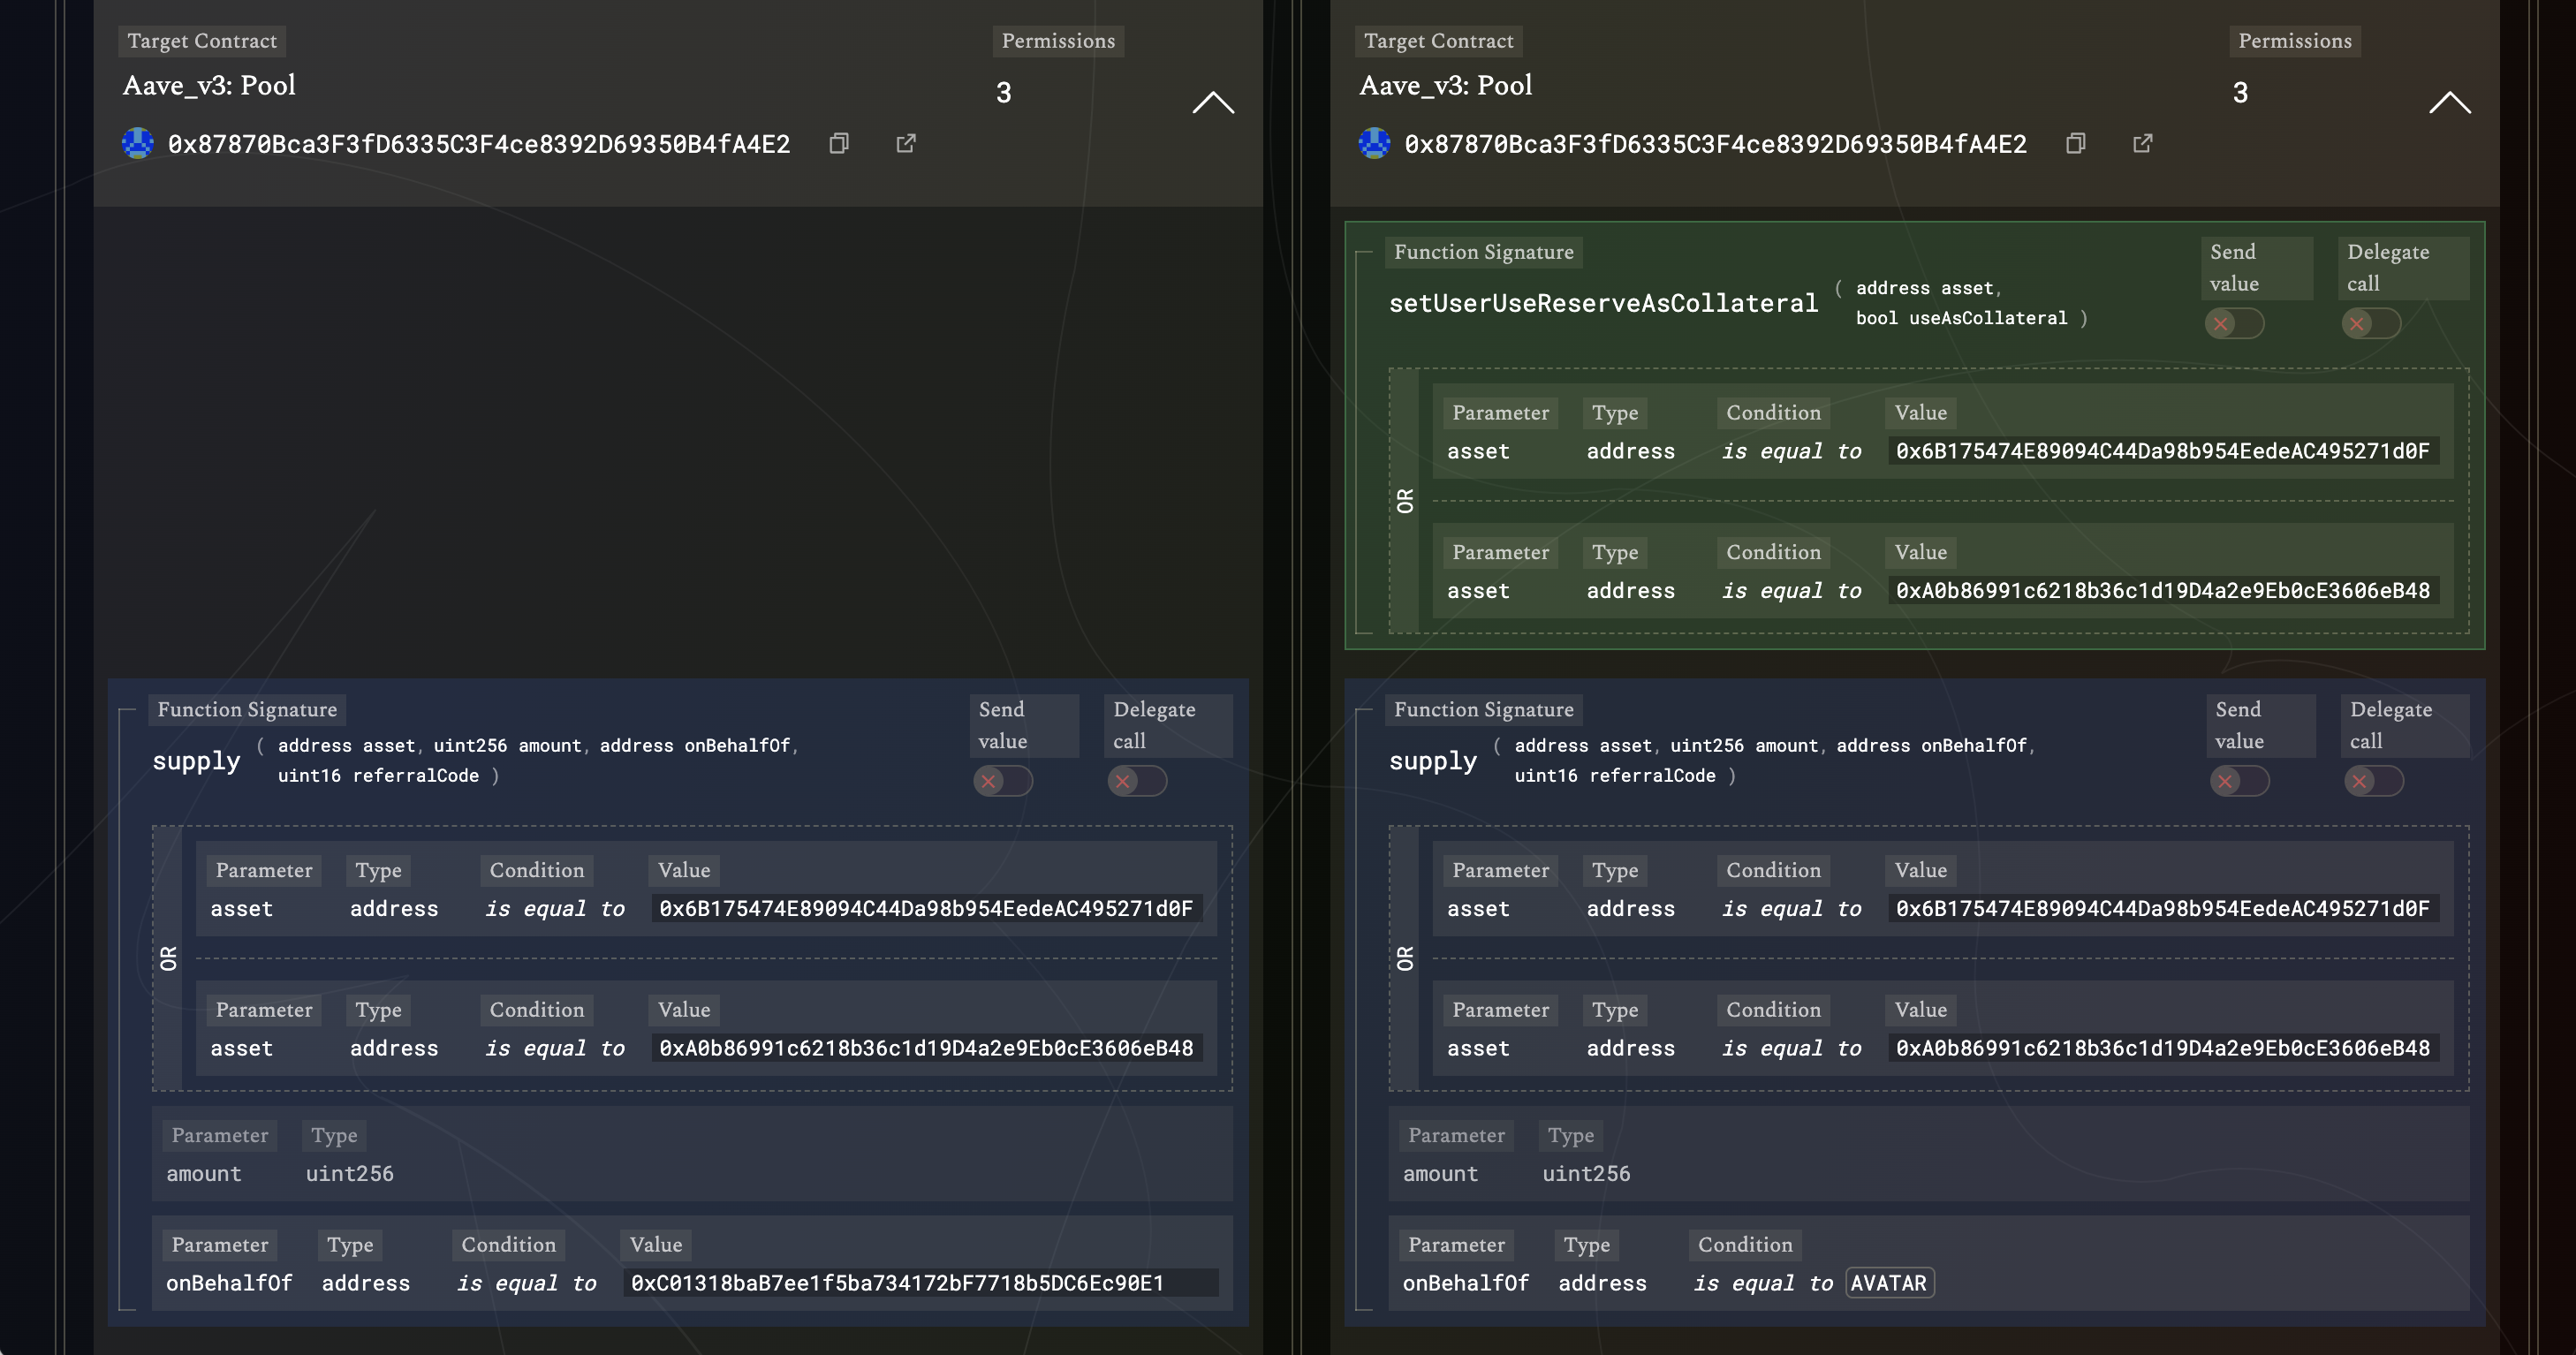 Target Contract
Permissions
Aave_v3: Pool
3
0x87870Bca3F3fD6335C3F4ce8392D69350B4fA4E2
Function Signature
Send value
Delegate call
supply ( address asset, uint256 amount, address onBehalfOf,
uint16 referralCode )
OR
Parameter Type Condition Value
asset address is equal to 0x6B175474E89094C44Da98b954EedeAC495271d0F
Parameter Type Condition Value
asset address is equal to 0xA0b86991c6218b36c1d19D4a2e9Eb0cE3606eB48
Parameter Type
amount uint256
Parameter Type Condition Value
onBehalfOf address is equal to 0xC01318baB7ee1f5ba734172bF7718b5DC6Ec90E1
Target Contract
Permissions
Aave_v3: Pool
3
0x87870Bca3F3fD6335C3F4ce8392D69350B4fA4E2
Function Signature
Send value
Delegate call
setUserUseReserveAsCollateral ( address asset,
bool useAsCollateral )
OR
Parameter Type Condition Value
asset address is equal to 0x6B175474E89094C44Da98b954EedeAC495271d0F
Parameter Type Condition Value
asset address is equal to 0xA0b86991c6218b36c1d19D4a2e9Eb0cE3606eB48
Function Signature
Send value
Delegate call
supply ( address asset, uint256 amount, address onBehalfOf,
uint16 referralCode )
OR
Parameter Type Condition Value
asset address is equal to 0x6B175474E89094C44Da98b954EedeAC495271d0F
Parameter Type Condition Value
asset address is equal to 0xA0b86991c6218b36c1d19D4a2e9Eb0cE3606eB48
Parameter Type
amount uint256
Parameter Type Condition
onBehalfOf address is equal to AVATAR